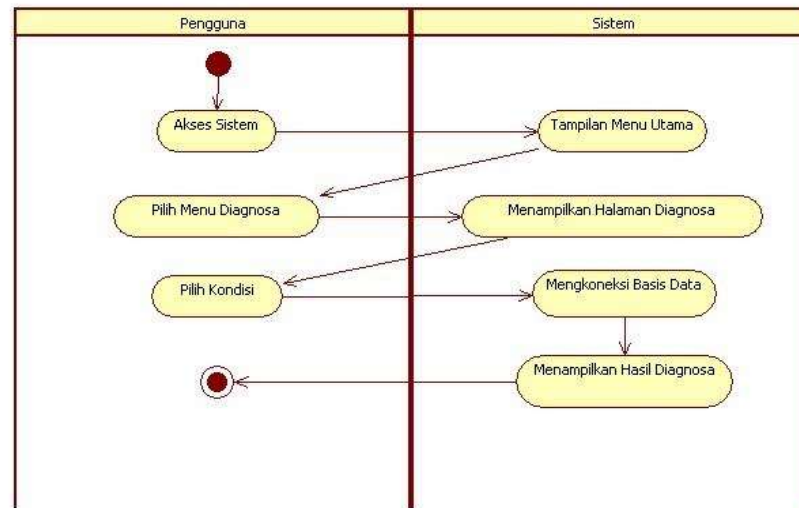 Pengguna
Sistem
Akses Sistem
Tampilan Menu Utama
Pilih Menu Diagnosa
Menampilkan Halaman Diagnosa
Pilih Kondisi
Mengkoneksi Basis Data
Menampilkan Hasil Diagnosa